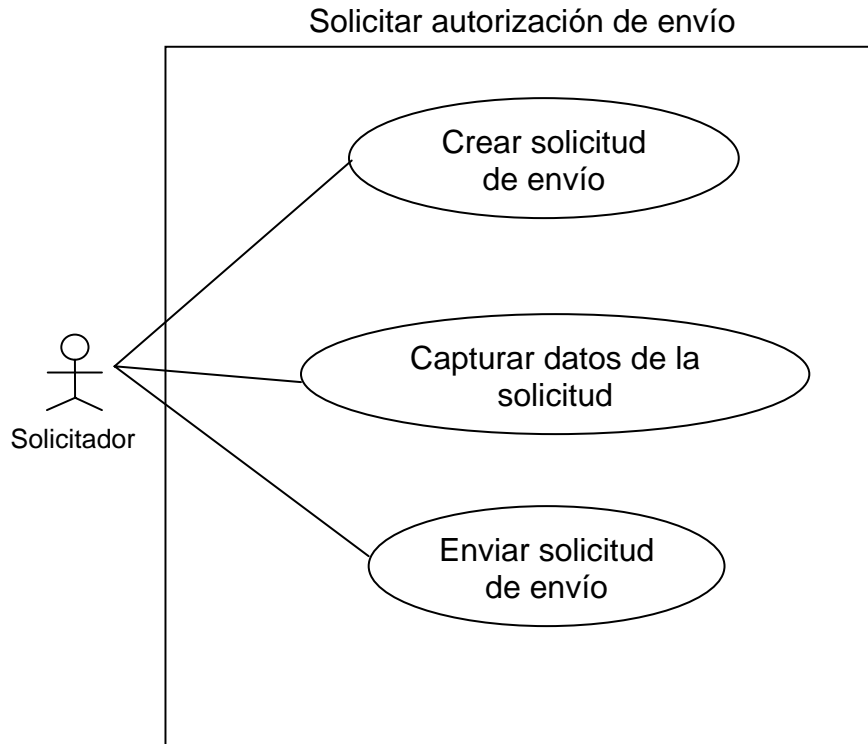 Solicitar autorización de envío
Crear solicitud
de envío
Capturar datos de la
solicitud
Solicitador
Enviar solicitud
de envío